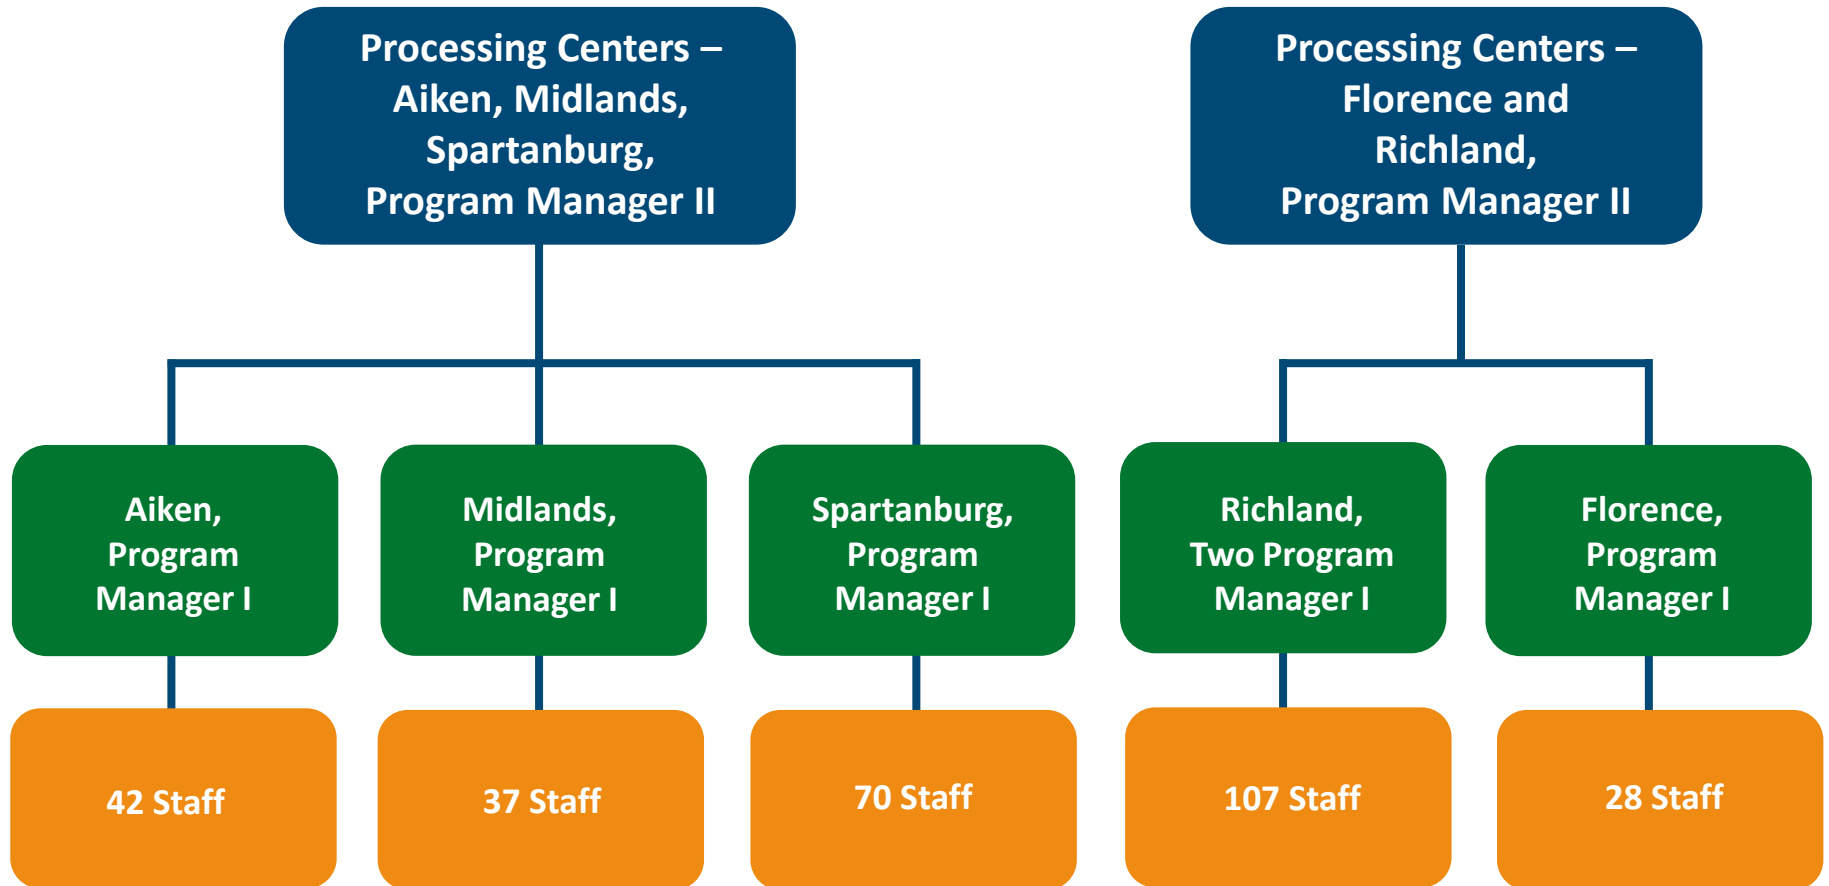 Processing Centers –
Aiken, Midlands,
Spartanburg,
Program Manager II
Processing Centers –
Florence and
Richland,
Program Manager II
Aiken,
Program
Manager I
Midlands,
Program
Manager I
Spartanburg,
Program
Manager I
Richland,
Two Program
Manager I
Florence,
Program
Manager I
42 Staff
37 Staff
70 Staff
107 Staff
28 Staff